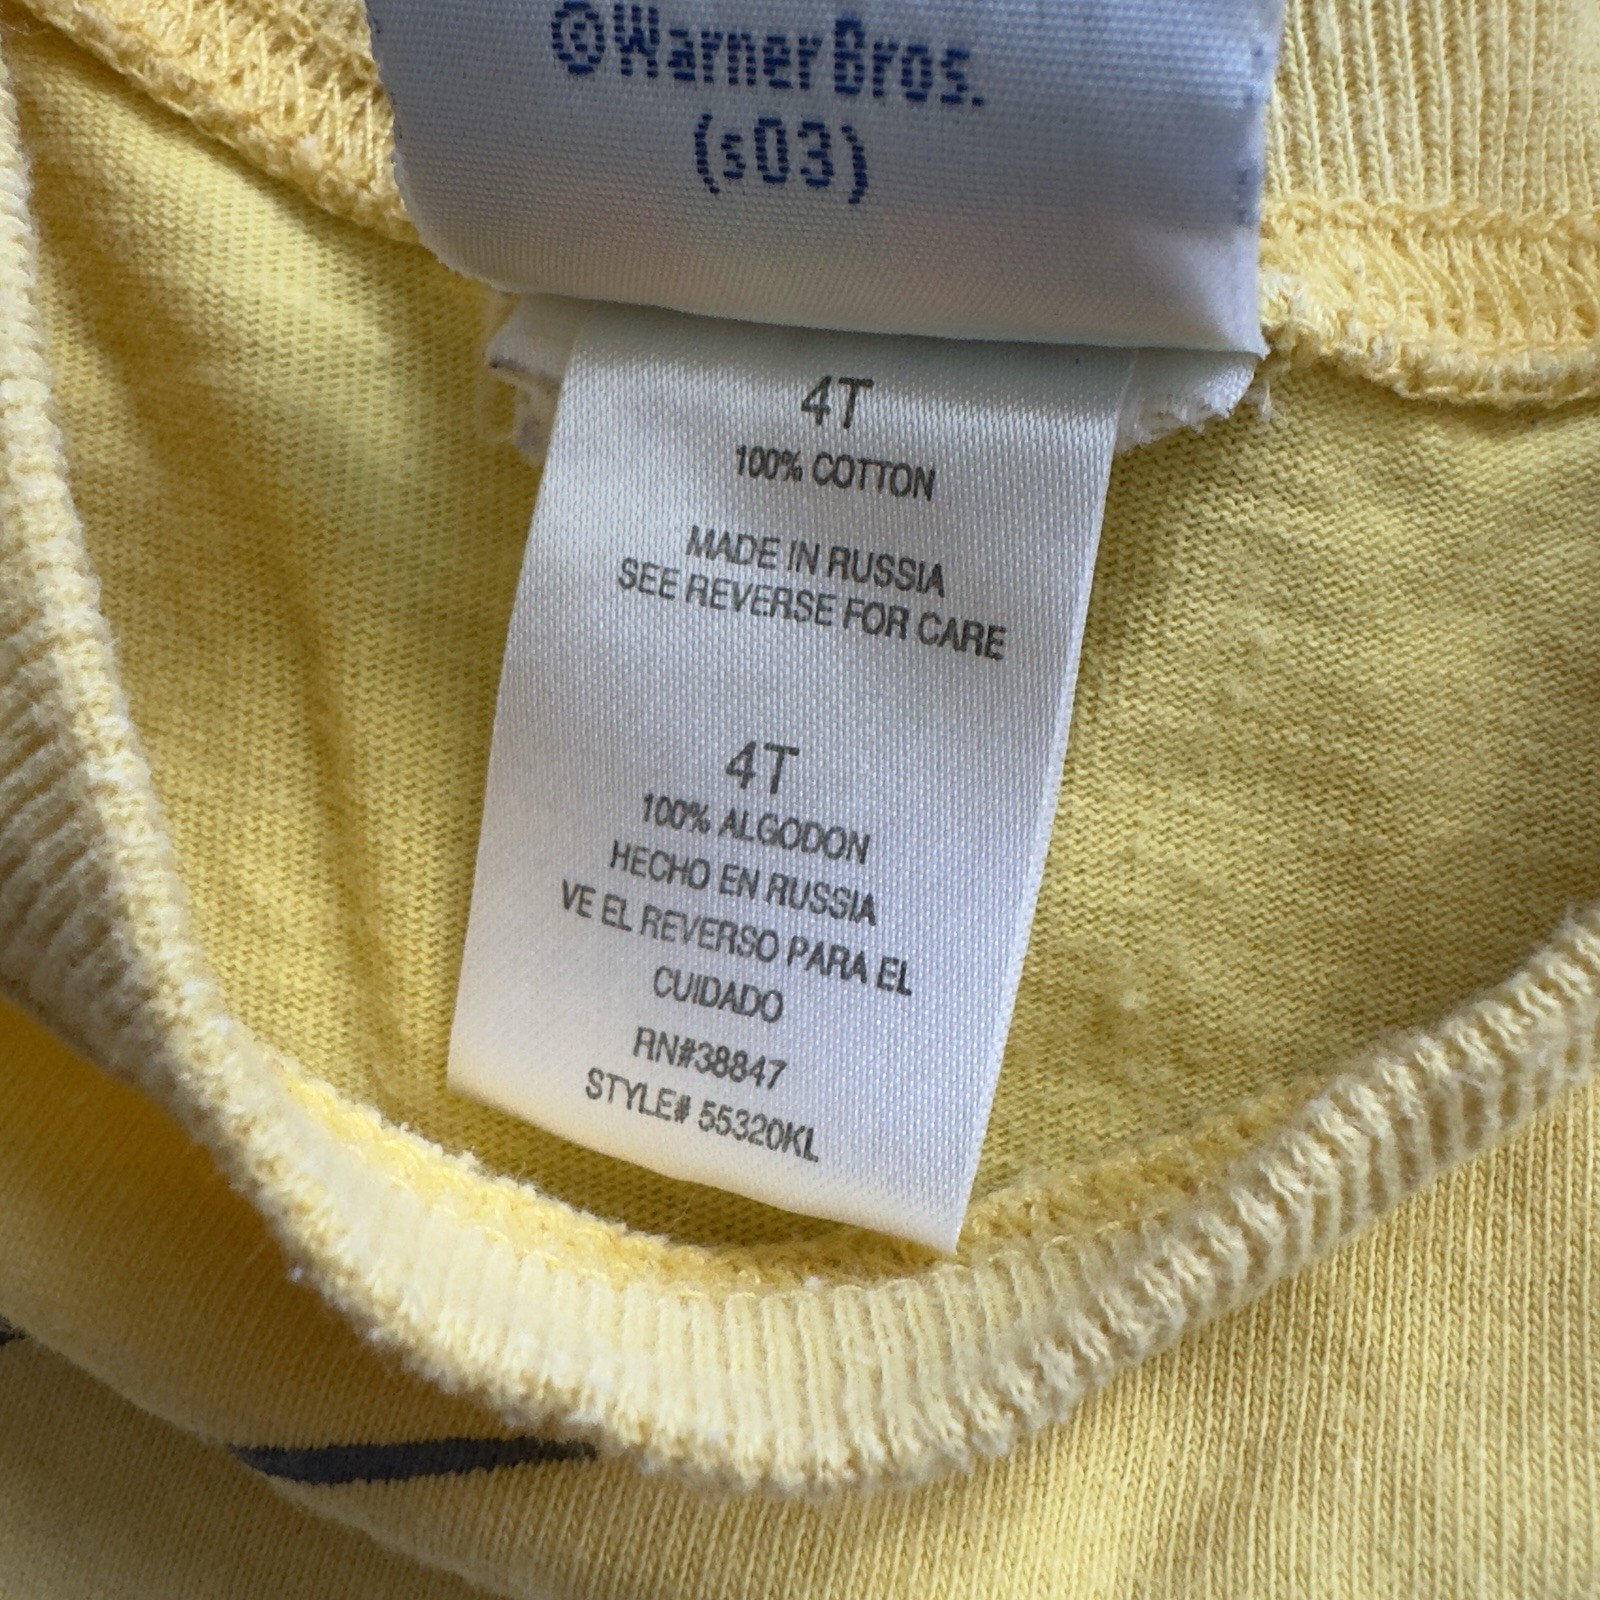 ©Warner Bros.
(s03)
4T
100% COTTON
MADE IN RUSSIA
SEE REVERSE FOR CARE
4T
100% ALGODON
HECHO EN RUSSIA
VE EL REVERSO PARA EL
CUIDADO
RN#38847
STYLE# 55320KL